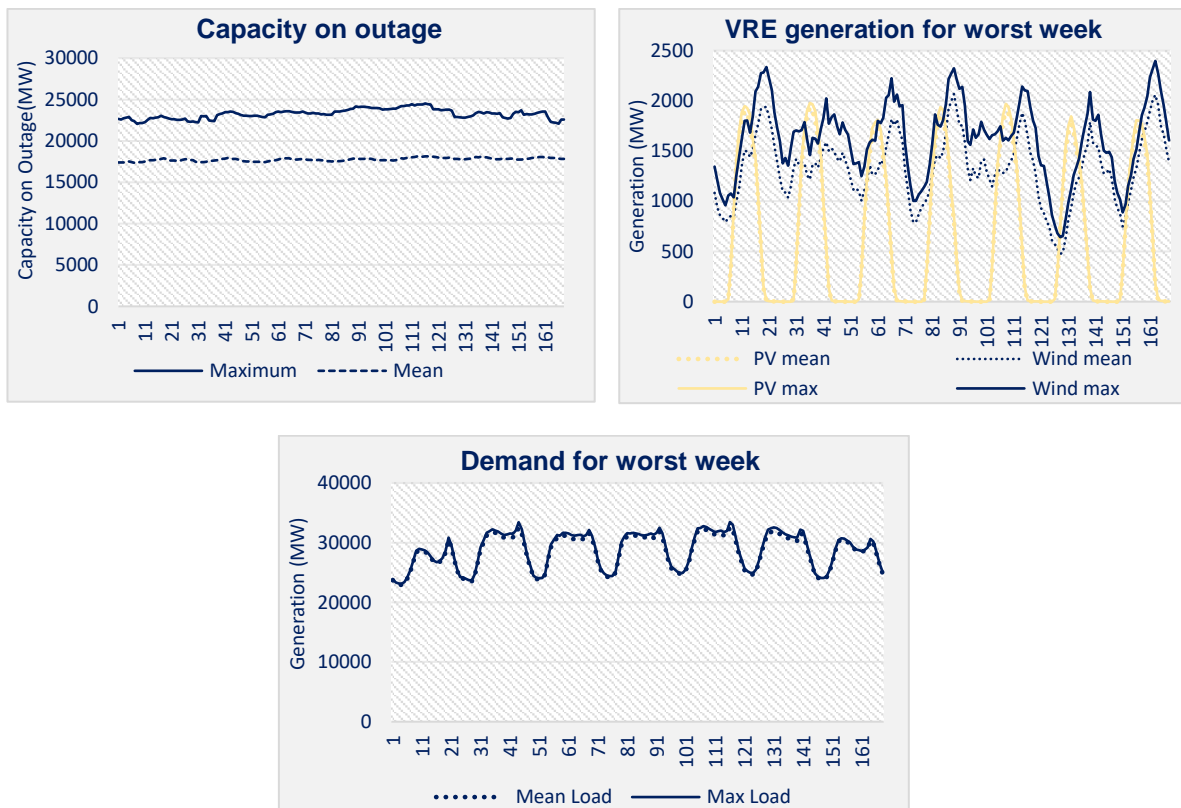 Capacity on outage
Capacity on Outage(MW)
30000
25000
20000
15000
10000
5000
0
1 11 21 31 41 51 61 71 81 91 101 111 121 131 141 151 161
Maximum Mean
VRE generation for worst week
Generation (MW)
2500
2000
1500
1000
500
0
1 11 21 31 41 51 61 71 81 91 101 111 121 131 141 151 161
PV mean Wind mean
PV max Wind max
Demand for worst week
Generation (MW)
40000
30000
20000
10000
0
1 11 21 31 41 51 61 71 81 91 101 111 121 131 141 151 161
Mean Load Max Load